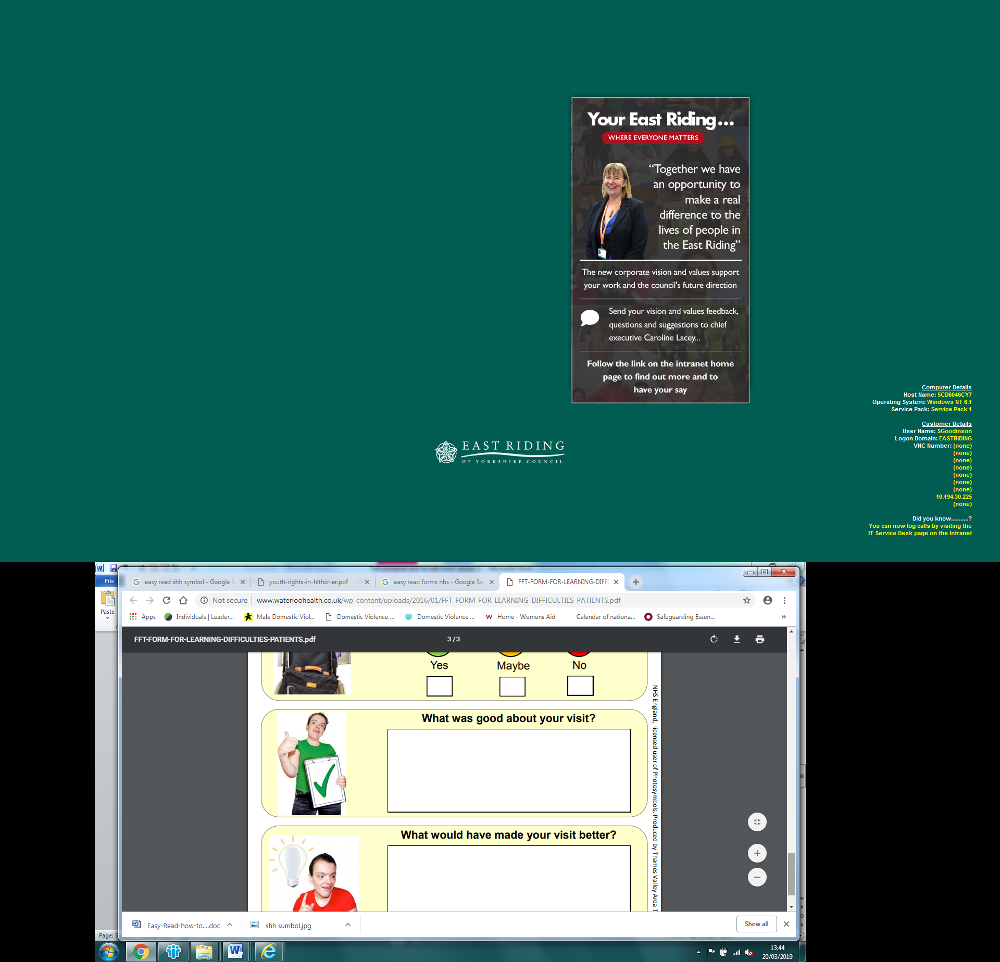 Your East Riding...
WHERE EVERYONE MATTERS
“Together we have
an opportunity to
make a real
difference to the
lives of people in
the East Riding”
The new corporate vision and values support
your work and the council's future direction
Send your vision and values feedback,
questions and suggestions to chief
executive Caroline Lacey...
Follow the link on the intranet home
page to find out more and to
have your say
EAST RIDING
OF YORKSHIRE COUNCIL
Computer Details
Host Name: 5CD6046CY7
Operating System: Windows NT 6.1
Service Pack: Service Pack 1
Customer Details
User Name: SGoodinson
Logon Domain: EASTRIDING
VNC Number: (none)
(none)
(none)
(none)
(none)
(none)
(none)
10.194.30.225
(none)
Did you know...........?
You can now log calls by visiting the
IT Service Desk page on the Intranet
File
Paste
easy read shh symbol - Google S
youth-rights-in-hlthcr-er.pdf
easy read forms nhs - Google Se
FFT-FORM-FOR-LEARNING-DIFFI
Not secure
www.waterloohealth.co.uk/wp-content/uploads/2016/01/FFT-FORM-FOR-LEARNING-DIFFICULTIES-PATIENTS.pdf
Apps
Individuals | Leader...
Male Domestic Viol...
Domestic Violence ...
Domestic Violence ...
Home - Womens Aid
Calendar of nationa...
Safeguarding Essen...
FFT-FORM-FOR-LEARNING-DIFFICULTIES-PATIENTS.pdf
3 / 3
Yes
Maybe
No
What was good about your visit?
What would have made your visit better?
NHS England, licensed user of Photosymbols. Produced by Thames Valley Area T
Easy-Read-how-to....doc
shh sumbol.jpg
Show all
Page: 5
13:44
20/03/2019